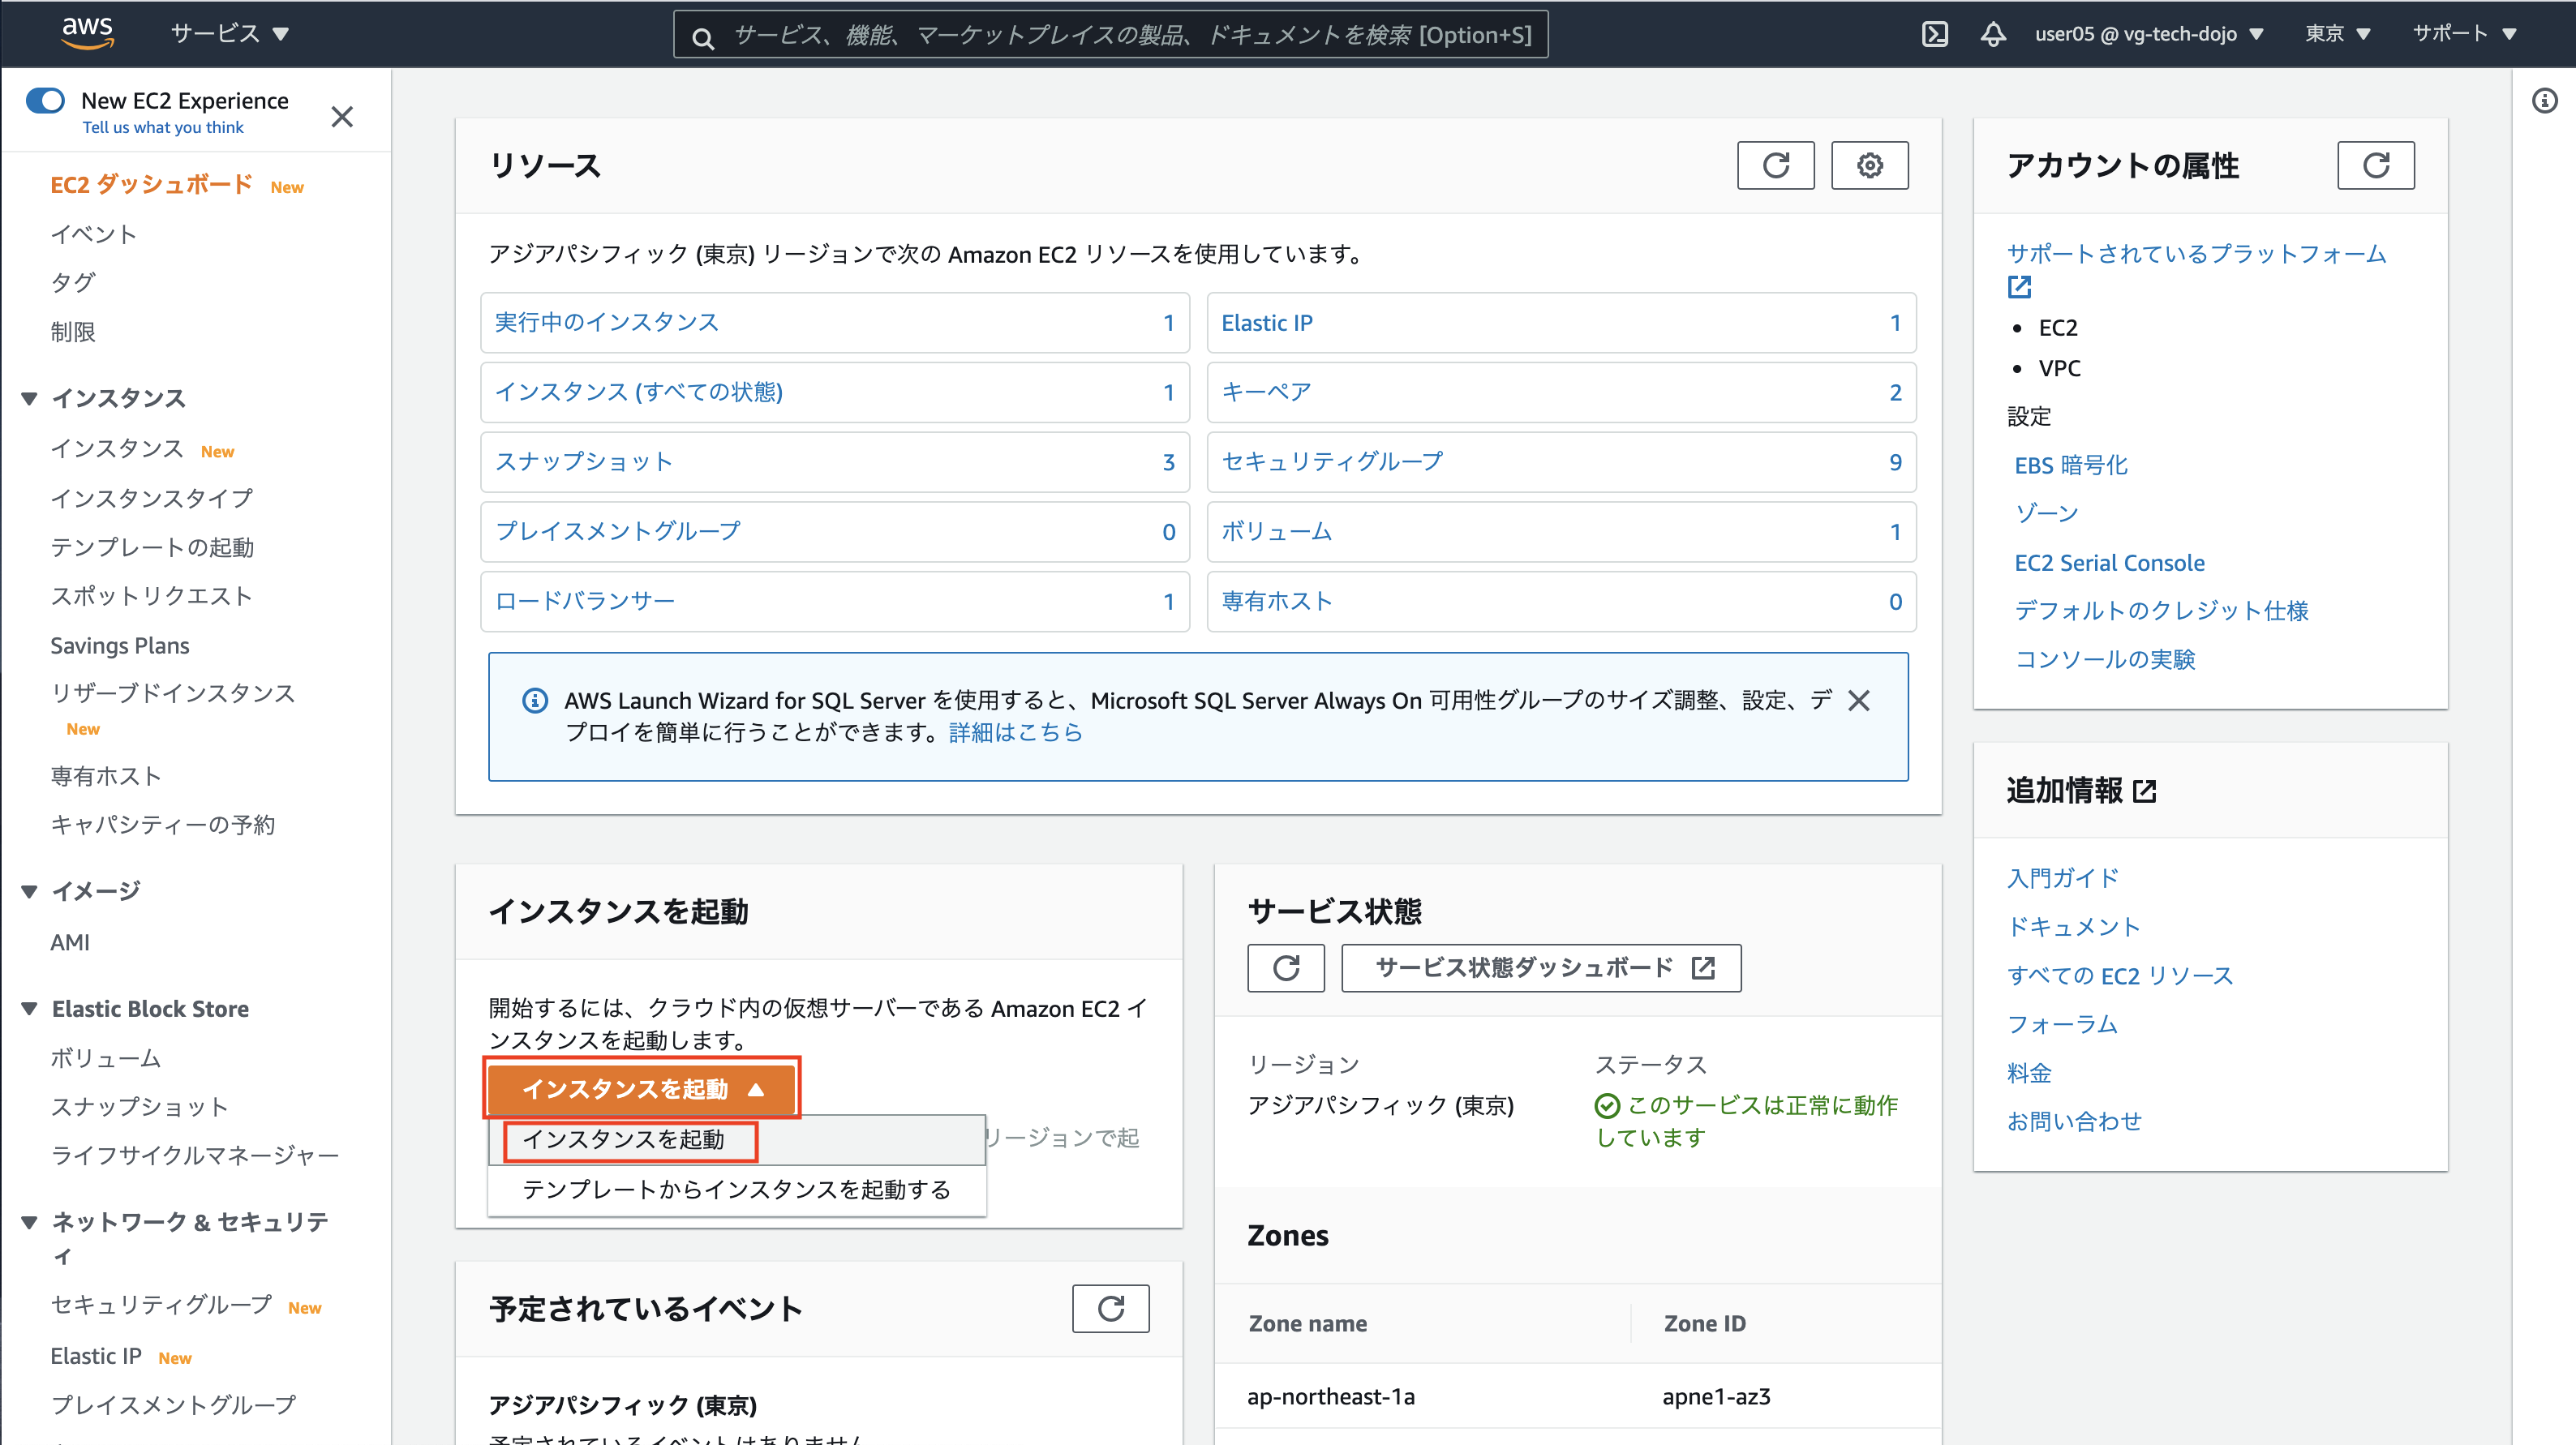 aws
サービス ▼
サービス、機能、マーケットプレイスの製品、ドキュメントを検索 [Option+S]
user05 @ vg-tech-dojo ▼
東京 ▼
サポート ▼
New EC2 Experience
Tell us what you think
EC2 ダッシュボード New
イベント
タグ
制限
インスタンス
インスタンス New
インスタンスタイプ
テンプレートの起動
スポットリクエスト
Savings Plans
リザーブドインスタンス
New
専有ホスト
キャパシティーの予約
イメージ
AMI
Elastic Block Store
ボリューム
スナップショット
ライフサイクルマネージャー
ネットワーク & セキュリテ
ィ
セキュリティグループ New
Elastic IP New
プレイスメントグループ
リソース
アジアパシフィック (東京) リージョンで次の Amazon EC2 リソースを使用しています。
実行中のインスタンス 1
Elastic IP 1
インスタンス (すべての状態) 1
キーペア 2
スナップショット 3
セキュリティグループ 9
プレイスメントグループ 0
ボリューム 1
ロードバランサー 1
専有ホスト 0
AWS Launch Wizard for SQL Server を使用すると、Microsoft SQL Server Always On 可用性グループのサイズ調整、設定、デ
プロイを簡単に行うことができます。詳細はこちら
インスタンスを起動
開始するには、クラウド内の仮想サーバーである Amazon EC2 イ
ンスタンスを起動します。
インスタンスを起動 ▲
インスタンスを起動
リージョンで起
テンプレートからインスタンスを起動する
予定されているイベント
アジアパシフィック (東京)
予定されているイベントはありません
サービス状態
サービス状態ダッシュボード
リージョン
ステータス
アジアパシフィック (東京)
このサービスは正常に動作
しています
Zones
Zone name
Zone ID
ap-northeast-1a
apne1-az3
アカウントの属性
サポートされているプラットフォーム
• EC2
• VPC
設定
EBS 暗号化
ゾーン
EC2 Serial Console
デフォルトのクレジット仕様
コンソールの実験
追加情報
入門ガイド
ドキュメント
すべての EC2 リソース
フォーラム
料金
お問い合わせ